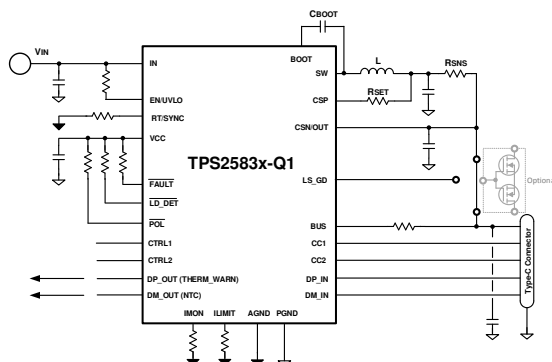 CBOOT
VIN
IN
BOOT
SW
L
RSNS
EN/UVLO
CSP
RSET
RT/SYNC
CSN/OUT
VCC
TPS2583x-Q1
FAULT
LS_GD
Optional
LD_DET
POL
BUS
CTRL1
CC1
CTRL2
CC2
DP_OUT (THERM_WARN)
DP_IN
DM_OUT (NTC)
DM_IN
Type-C Connector
IMON
ILIMIT
AGND
PGND